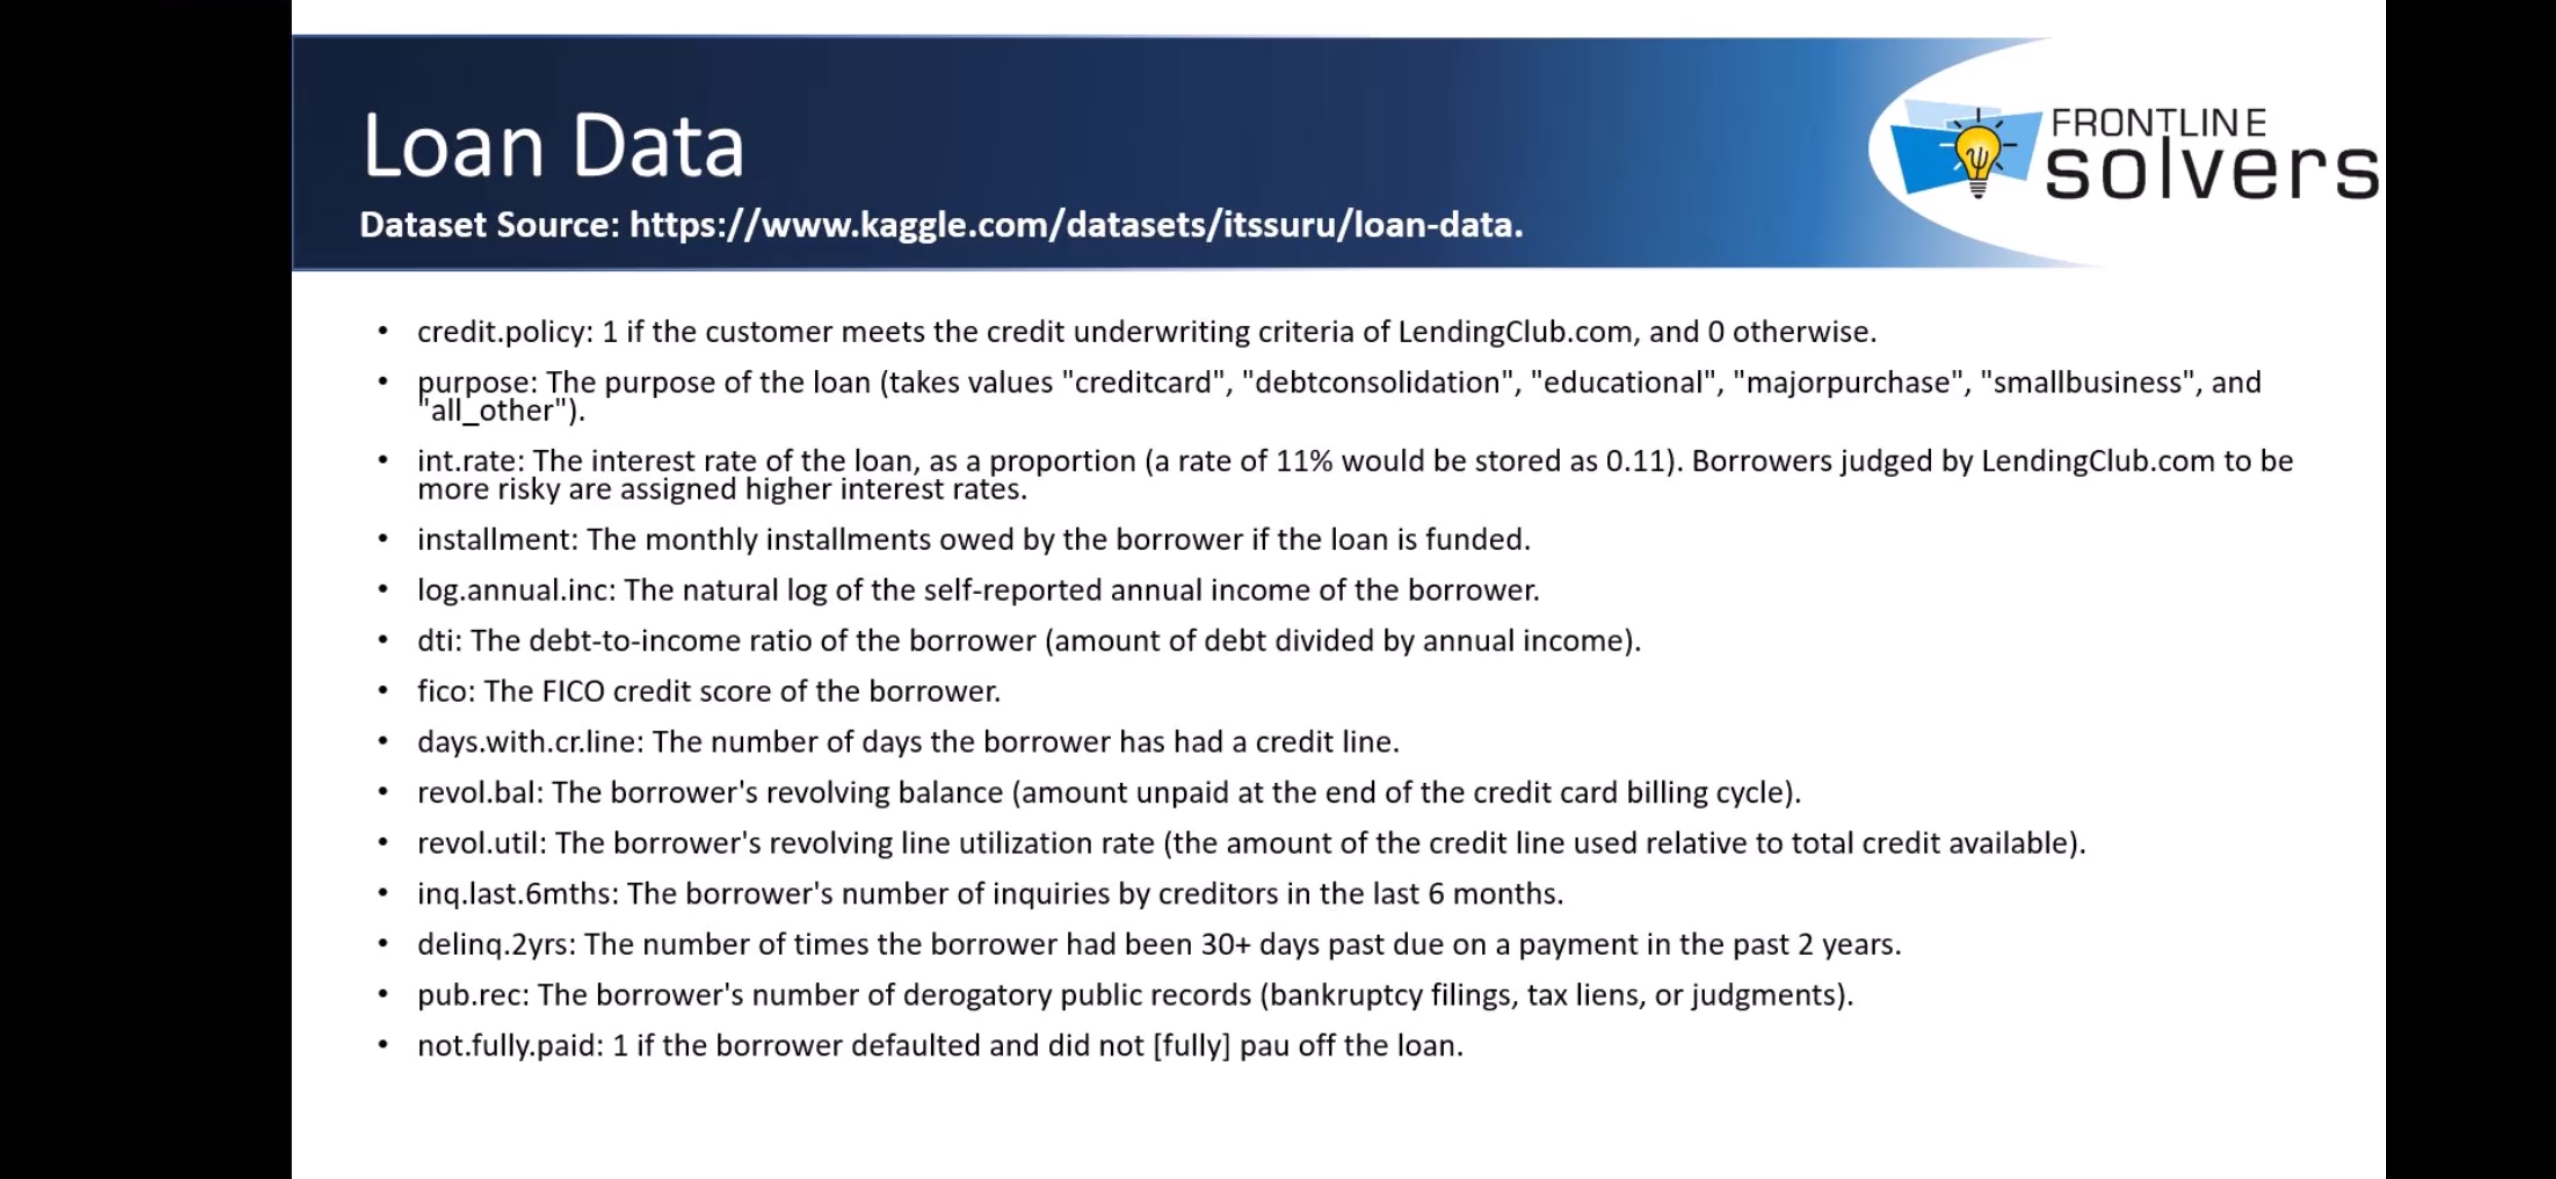 Loan Data
FRONTLINE
solvers
Dataset Source: https://www.kaggle.com/datasets/itssuru/loan-data.
• credit.policy: 1 if the customer meets the credit underwriting criteria of LendingClub.com, and 0 otherwise.
• purpose: The purpose of the loan (takes values "creditcard", "debtconsolidation", "educational", "majorpurchase", "smallbusiness", and
"all_other").
• int.rate: The interest rate of the loan, as a proportion (a rate of 11% would be stored as 0.11). Borrowers judged by LendingClub.com to be
more risky are assigned higher interest rates.
• installment: The monthly installments owed by the borrower if the loan is funded.
• log.annual.inc: The natural log of the self-reported annual income of the borrower.
• dti: The debt-to-income ratio of the borrower (amount of debt divided by annual income).
• fico: The FICO credit score of the borrower.
• days.with.cr.line: The number of days the borrower has had a credit line.
• revol.bal: The borrower's revolving balance (amount unpaid at the end of the credit card billing cycle).
• revol.util: The borrower's revolving line utilization rate (the amount of the credit line used relative to total credit available).
• inq.last.6mths: The borrower's number of inquiries by creditors in the last 6 months.
• delinq.2yrs: The number of times the borrower had been 30+ days past due on a payment in the past 2 years.
• pub.rec: The borrower's number of derogatory public records (bankruptcy filings, tax liens, or judgments).
• not.fully.paid: 1 if the borrower defaulted and did not [fully] pau off the loan.